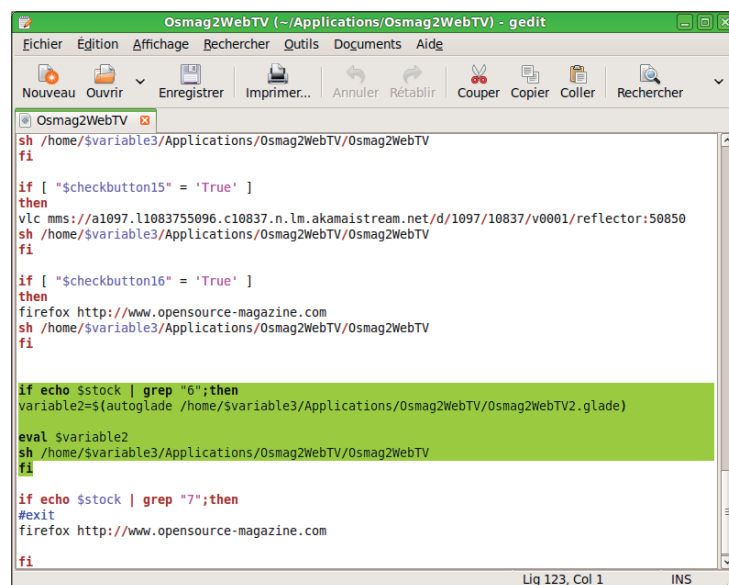 Osmag2WebTV (~/Applications/Osmag2WebTV) - gedit
Fichier Édition Affichage Rechercher Outils Documents Aide
Nouveau Ouvrir Enregistrer Imprimer... Annuler Rétablir Couper Copier Coller Rechercher
Osmag2WebTV
sh /home/$variable3/Applications/Osmag2WebTV/Osmag2WebTV
fi
if [ "$checkbutton15" = 'True' ]
then
vlc mms://a1097.l1083755096.c10837.n.lm.akamaistream.net/d/1097/10837/v0001/reflector:50850
sh /home/$variable3/Applications/Osmag2WebTV/Osmag2WebTV
fi
if [ "$checkbutton16" = 'True' ]
then
firefox http://www.opensource-magazine.com
sh /home/$variable3/Applications/Osmag2WebTV/Osmag2WebTV
fi
if echo $stock | grep "6";then
variable2=$(autoglade /home/$variable3/Applications/Osmag2WebTV/Osmag2WebTV2.glade)
eval $variable2
sh /home/$variable3/Applications/Osmag2WebTV/Osmag2WebTV
fi
if echo $stock | grep "7";then
#exit
firefox http://www.opensource-magazine.com
fi
Lig 123, Col 1 INS